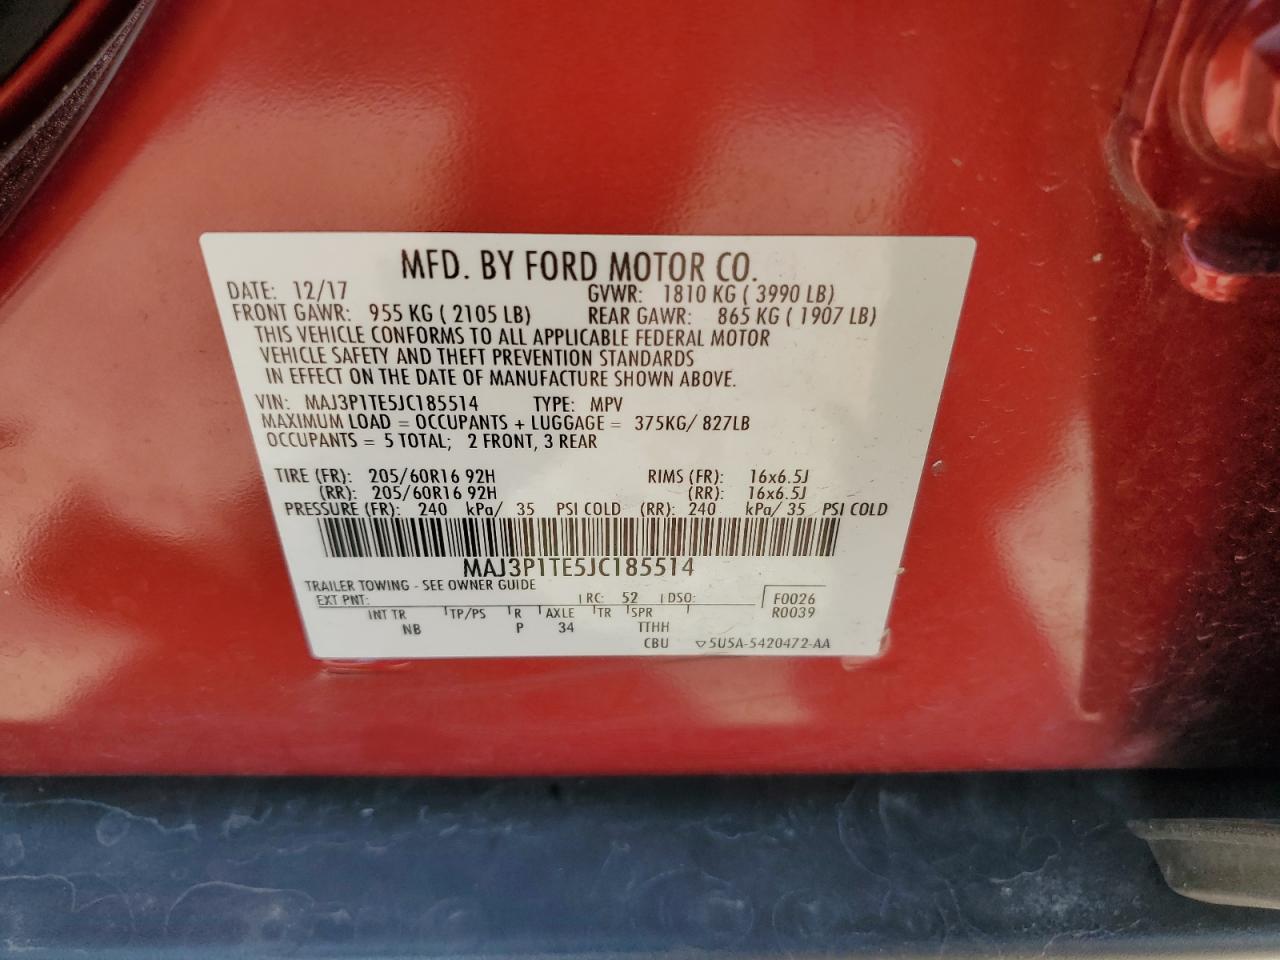 MFD. BY FORD MOTOR CO.
DATE: 12/17 GVWR: 1810 KG ( 3990 LB)
FRONT GAWR: 955 KG ( 2105 LB) REAR GAWR: 865 KG ( 1907 LB)
THIS VEHICLE CONFORMS TO ALL APPLICABLE FEDERAL MOTOR
VEHICLE SAFETY AND THEFT PREVENTION STANDARDS
IN EFFECT ON THE DATE OF MANUFACTURE SHOWN ABOVE.
VIN: MAJ3P1TE5JC185514 TYPE: MPV
MAXIMUM LOAD = OCCUPANTS + LUGGAGE = 375KG/ 827LB
OCCUPANTS = 5 TOTAL; 2 FRONT, 3 REAR
TIRE (FR): 205/60R16 92H RIMS (FR): 16x6.5J
(RR): 205/60R16 92H (RR): 16x6.5J
PRESSURE (FR): 240 kPa/ 35 PSI COLD (RR): 240 kPa/ 35 PSI COLD
MAJ3P1TE5JC185514
TRAILER TOWING - SEE OWNER GUIDE
EXT PNT: RC: 52 DSO: F0026
INT TR TP/PS R AXLE TR SPR R0039
NB P 34 TTHH
CBU ▽5U5A-5420472-AA